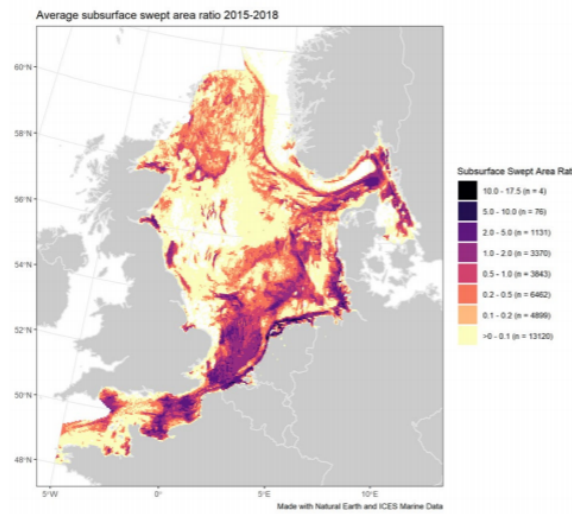 Average subsurface swept area ratio 2015-2018
60°N
58°N
56°N
54°N
52°N
50°N
48°N
5°W
0°
5°E
10°E
Subsurface Swept Area Rat
10.0 - 17.5 (n = 4)
5.0 - 10.0 (n = 76)
2.0 - 5.0 (n = 1131)
1.0 - 2.0 (n = 3370)
0.5 - 1.0 (n = 3843)
0.2 - 0.5 (n = 6462)
0.1 - 0.2 (n = 4899)
>0 - 0.1 (n = 13120)
Made with Natural Earth and ICES Marine Data